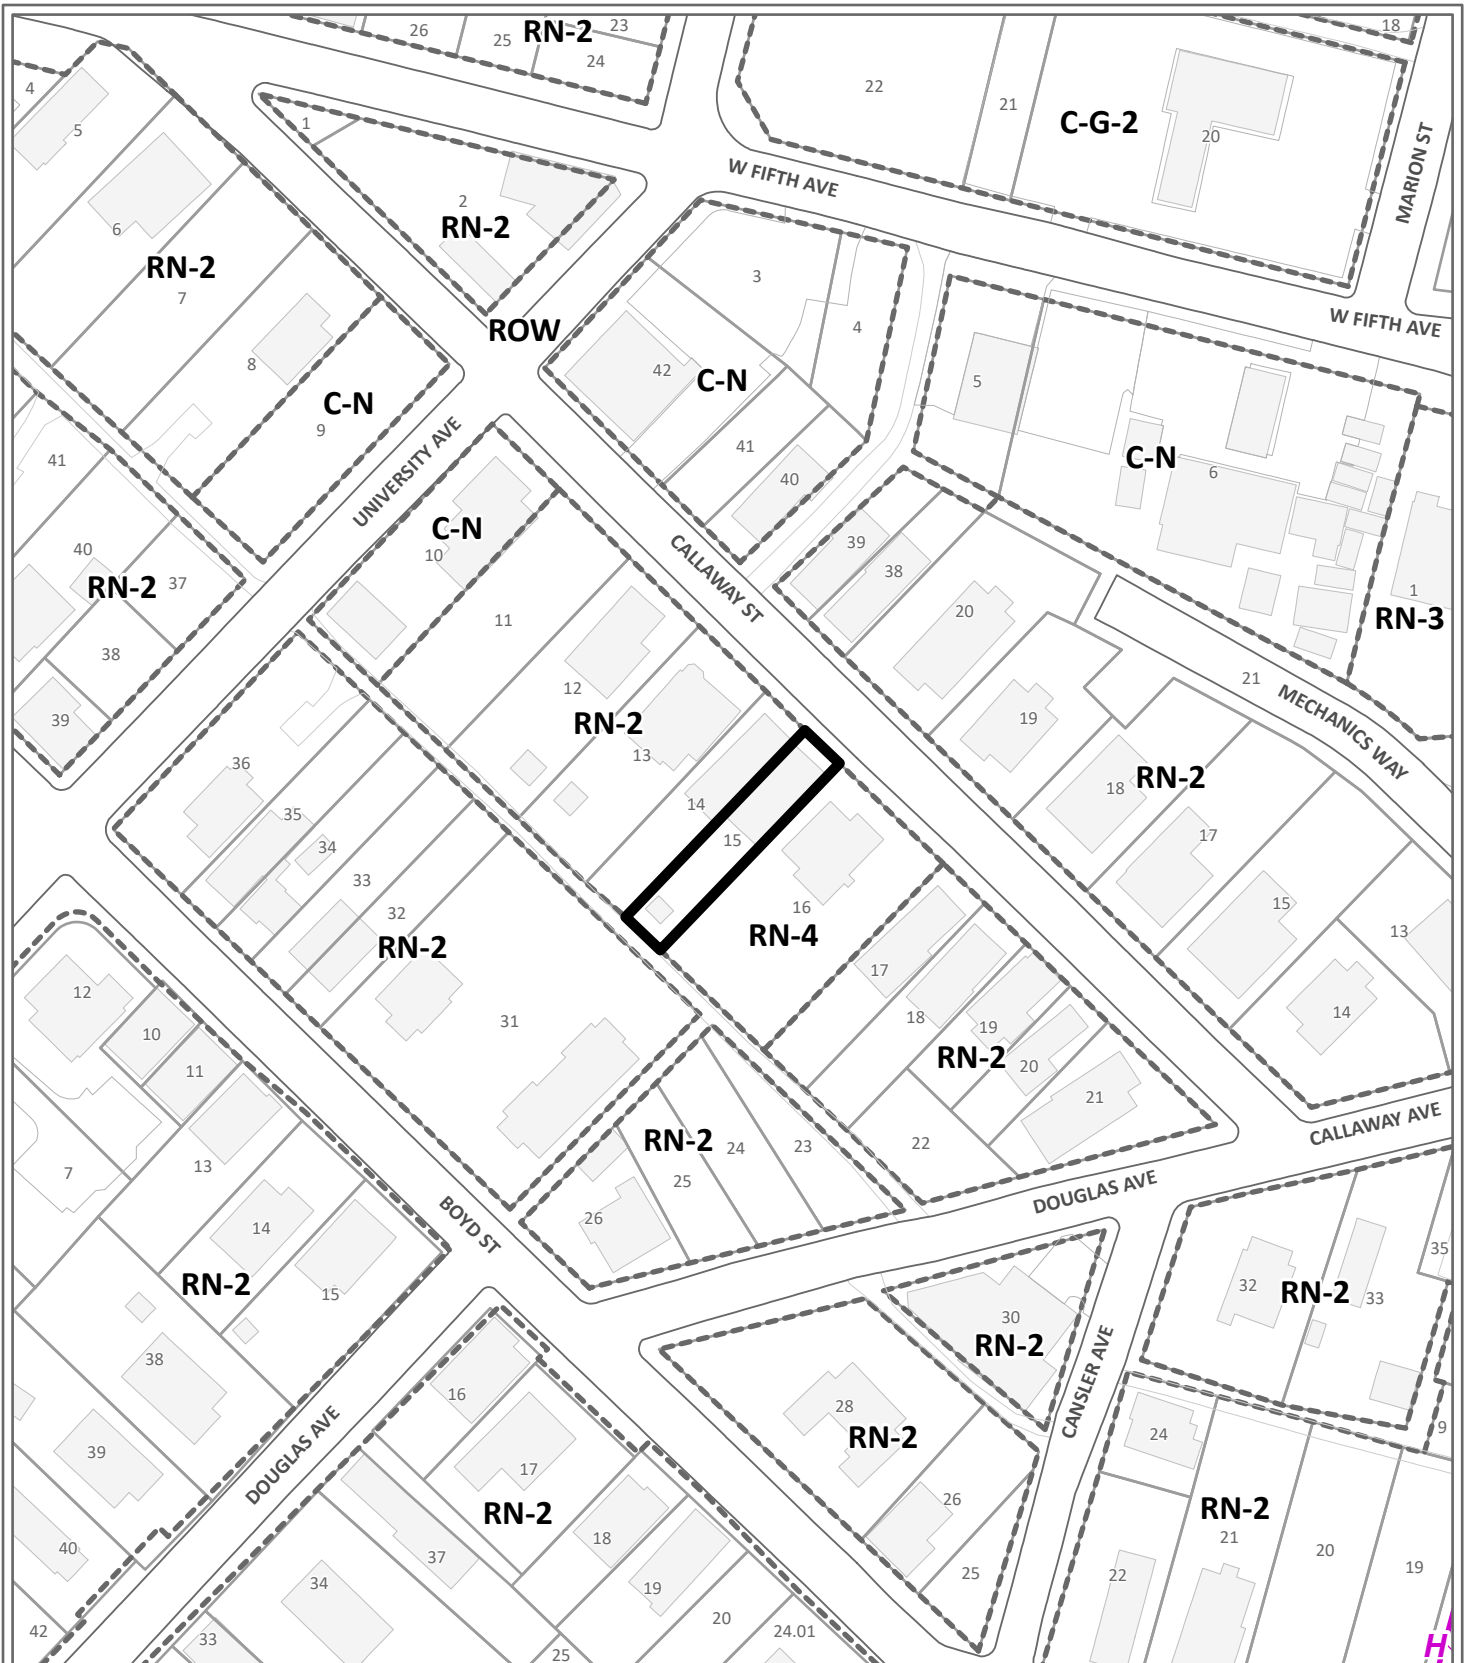 26
25
RN-2
23
24
18
4
5
1
22
21
C-G-2
20
MARION ST
W FIFTH AVE
2
RN-2
6
RN-2
7
3
4
ROW
W FIFTH AVE
8
42
C-N
5
C-N
9
UNIVERSITY AVE
41
41
40
C-N
6
C-N
10
CALLAWAY ST
39
38
40
RN-2
37
1
RN-3
11
20
38
21
MECHANICS WAY
12
RN-2
13
39
19
36
18
RN-2
14
35
15
17
34
33
32
RN-2
16
RN-4
15
13
17
12
31
18
14
10
19
RN-2
11
20
21
CALLAWAY AVE
RN-2
24
23
22
7
13
25
DOUGLAS AVE
BOYD ST
26
14
35
RN-2
15
32
RN-2
33
30
RN-2
38
CANSLER AVE
16
28
RN-2
24
9
39
DOUGLAS AVE
17
RN-2
26
RN-2
21
18
40
37
20
19
25
22
34
19
20
24.01
42
33
25
H